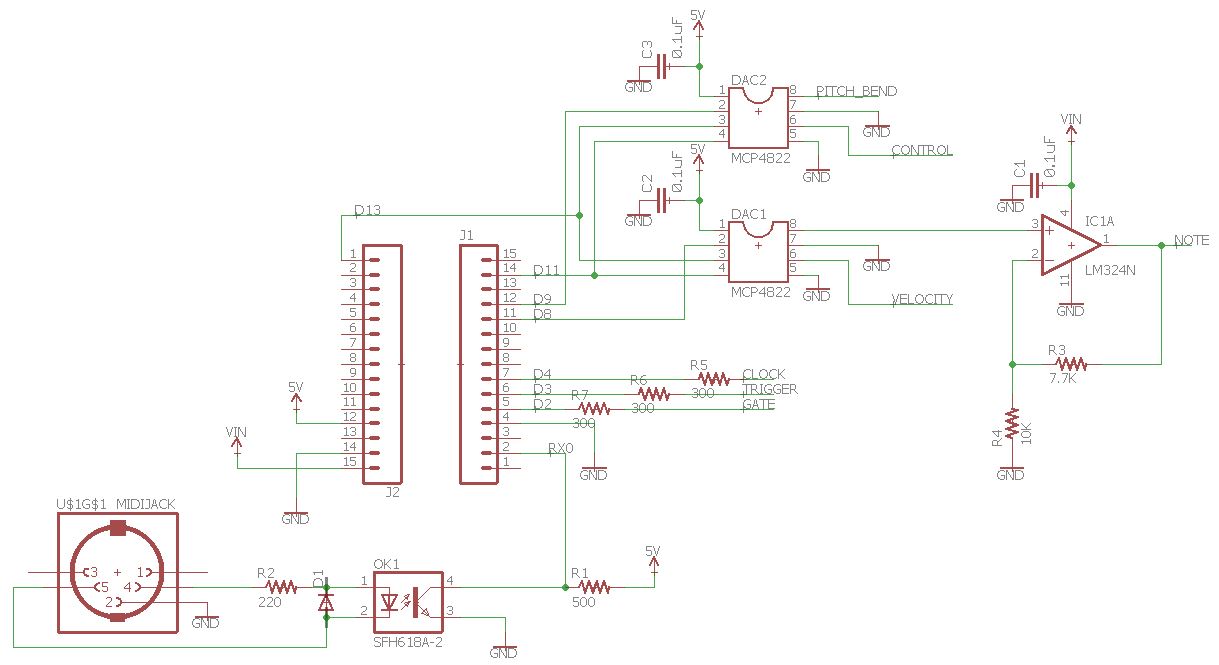 5V
C3
0.1uF
GND
DAC2
1
2
3
4
8
7
6
5
PITCH_BEND
GND
CONTROL
MCP4822
GND
5V
C2
0.1uF
GND
DAC1
1
2
3
4
8
7
6
5
GND
VELOCITY
MCP4822
GND
VIN
C1
0.1uF
GND
IC1A
3
2
4
11
1
NOTE
LM324N
GND
R3
7.7K
R4
10K
GND
D13
J1
1
2
3
4
5
6
7
8
9
10
11
12
13
14
15
15
14
13
12
11
10
9
8
7
6
5
4
3
2
1
D11
D9
D8
D4
D3
D2
RX0
R5
300
R6
300
R7
300
CLOCK
TRIGGER
GATE
GND
5V
VIN
GND
J2
U$1G$1 MIDIJACK
3
1
5
4
2
GND
R2
220
D1
OK1
1
2
4
3
SFH618A-2
GND
R1
500
5V